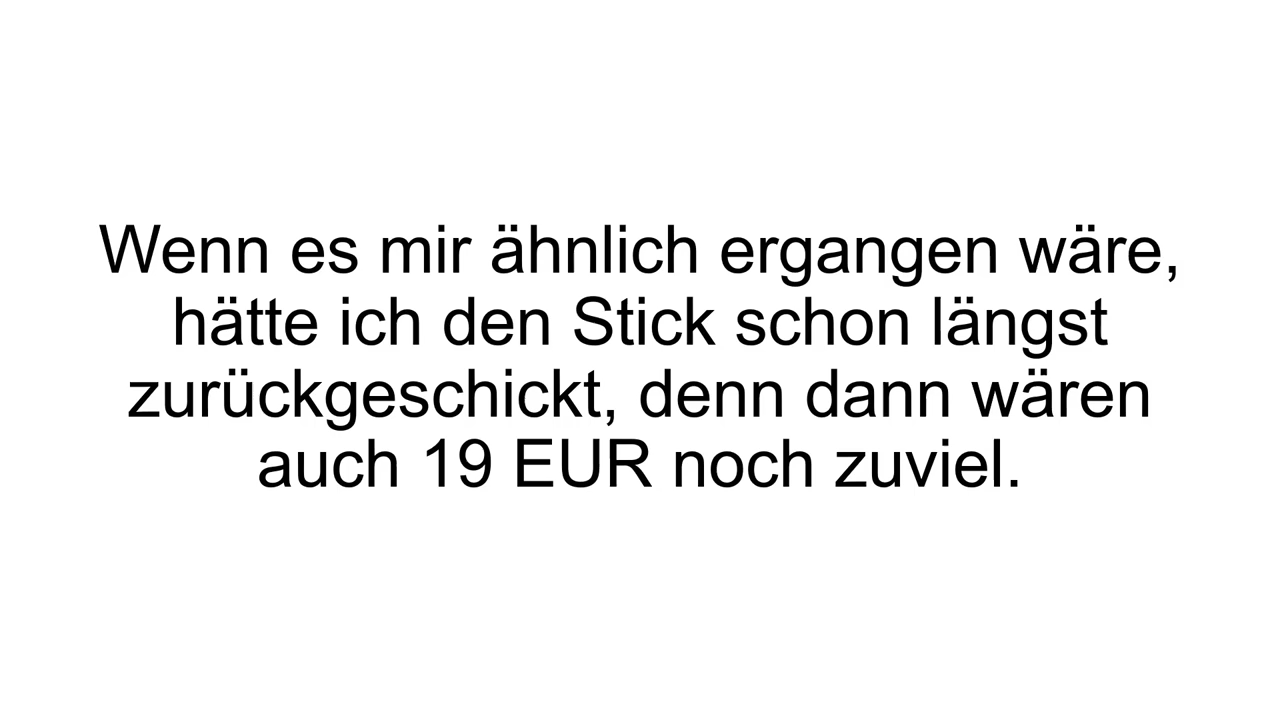 Wenn es mir ähnlich ergangen wäre,
hätte ich den Stick schon längst
zurückgeschickt, denn dann wären
auch 19 EUR noch zuviel.